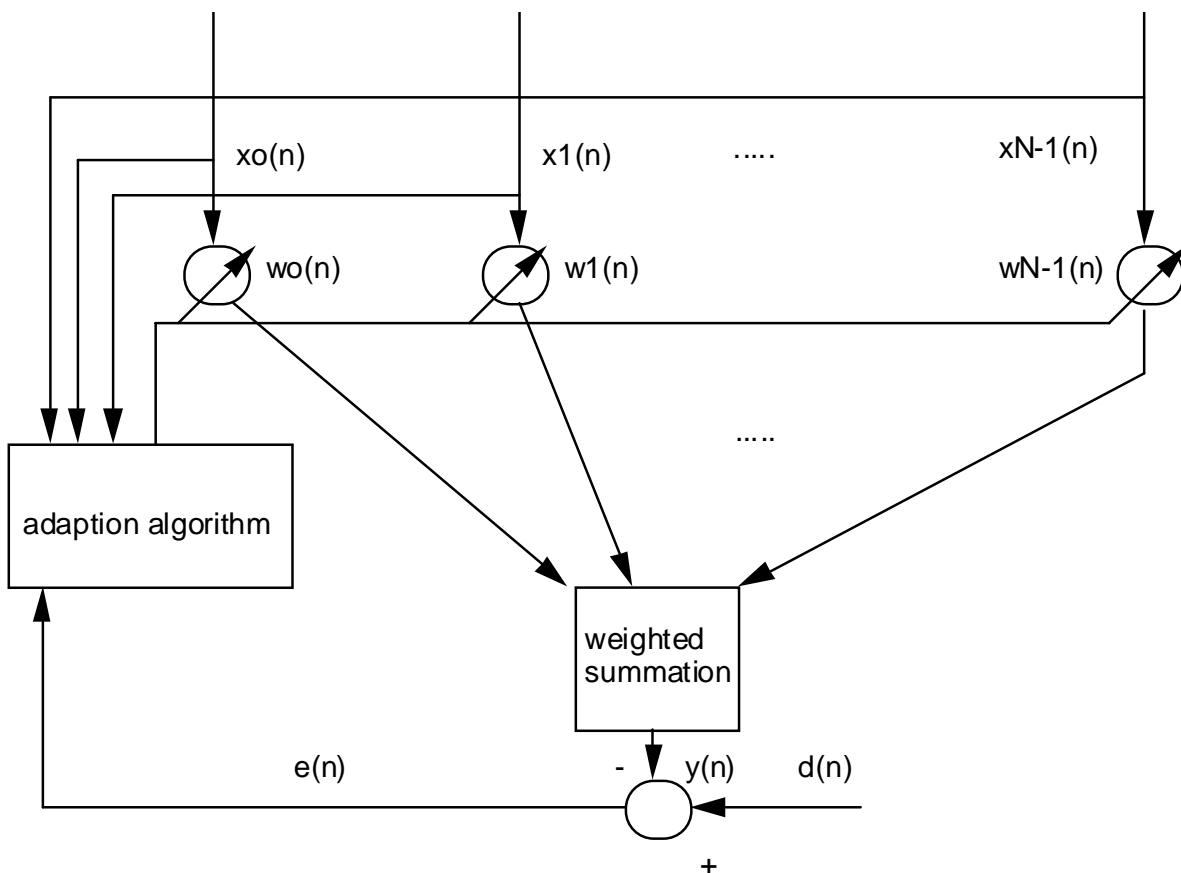 xo(n) x1(n) ..... xN-1(n)
wo(n) w1(n) wN-1(n)
.....
adaption algorithm
weighted
summation
e(n) - y(n) d(n)
+